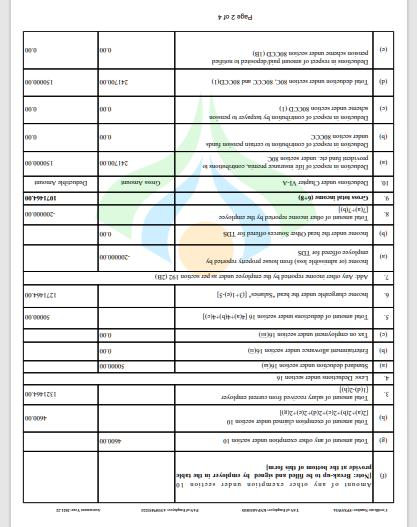 Assessment Year: 2021-22
(f) Amount of any other exemption under section 10
[Note: Break-up to be filled and signed by employer in the table
provide at the bottom of this form]
(g) Total amount of any other exemption under section 10 4600.00
(h) Total amount of exemption claimed under section 10
[2(a)+2(b)+2(c)+2(d)+2(e)+2(g)] 4600.00
3. Total amount of salary received from current employer
[1(d)-2(h)] 1321464.00
4. Less: Deductions under section 16
(a) Standard deduction under section 16(ia) 50000.00
(b) Entertainment allowance under section 16(ii) 0.00
(c) Tax on employment under section 16(iii) 0.00
5. Total amount of deductions under section 16 [4(a)+4(b)+4(c)] 50000.00
6. Income chargeable under the head "Salaries" [(3)+1(e)-5] 1271464.00
7. Add: Any other income reported by the employee under as per section 192 (2B)
(a) Income (or admissible loss) from house property reported by
employee offered for TDS -200000.00
(b) Income under the head Other Sources offered for TDS 0.00
8. Total amount of other income reported by the employee
[7(a)+7(b)] -200000.00
9. Gross total income (6+8) 1071464.00
10. Deductions under Chapter VI-A Gross Amount Deductible Amount
(a) Deduction in respect of life insurance premia, contributions to
provident fund etc. under section 80C 241700.00 150000.00
(b) Deduction in respect of contribution to certain pension funds
under section 80CCC 0.00 0.00
(c) Deduction in respect of contribution by taxpayer to pension
scheme under section 80CCD (1) 0.00 0.00
(d) Total deduction under section 80C, 80CCC and 80CCD(1) 241700.00 150000.00
(e) Deductions in respect of amount paid/deposited to notified
pension scheme under section 80CCD (1B) 0.00 0.00
Page 2 of 4